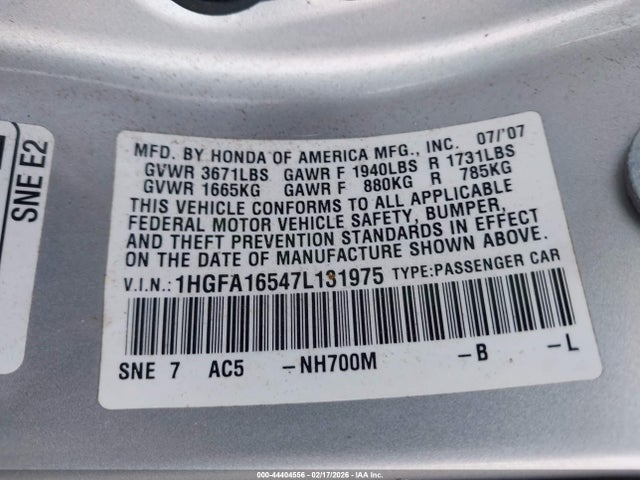 SNE E2
MFD. BY HONDA OF AMERICA MFG., INC. 07/'07
GVWR 3671LBS GAWR F 1940LBS R 1731LBS
GVWR 1665KG GAWR F 880KG R 785KG
THIS VEHICLE CONFORMS TO ALL APPLICABLE
FEDERAL MOTOR VEHICLE SAFETY, BUMPER,
AND THEFT PREVENTION STANDARDS IN EFFECT
ON THE DATE OF MANUFACTURE SHOWN ABOVE.
V.I.N.: 1HGFA16547L131975 TYPE:PASSENGER CAR
SNE 7 AC5 -NH700M -B -L
000-44404556 - 02/17/2026 - IAA Inc.